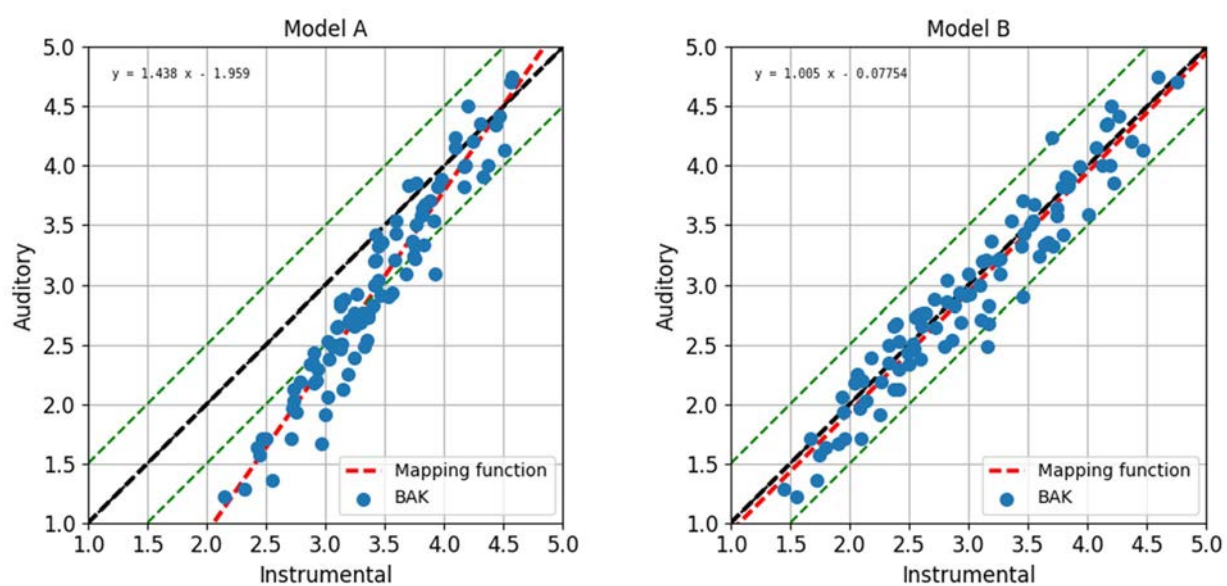 Model A
y = 1.438 x - 1.959
5.0
4.5
4.0
3.5
3.0
2.5
2.0
1.5
1.0
Auditory
1.0 1.5 2.0 2.5 3.0 3.5 4.0 4.5 5.0
Instrumental
Mapping function
BAK
Model B
y = 1.005 x - 0.07754
5.0
4.5
4.0
3.5
3.0
2.5
2.0
1.5
1.0
Auditory
1.0 1.5 2.0 2.5 3.0 3.5 4.0 4.5 5.0
Instrumental
Mapping function
BAK